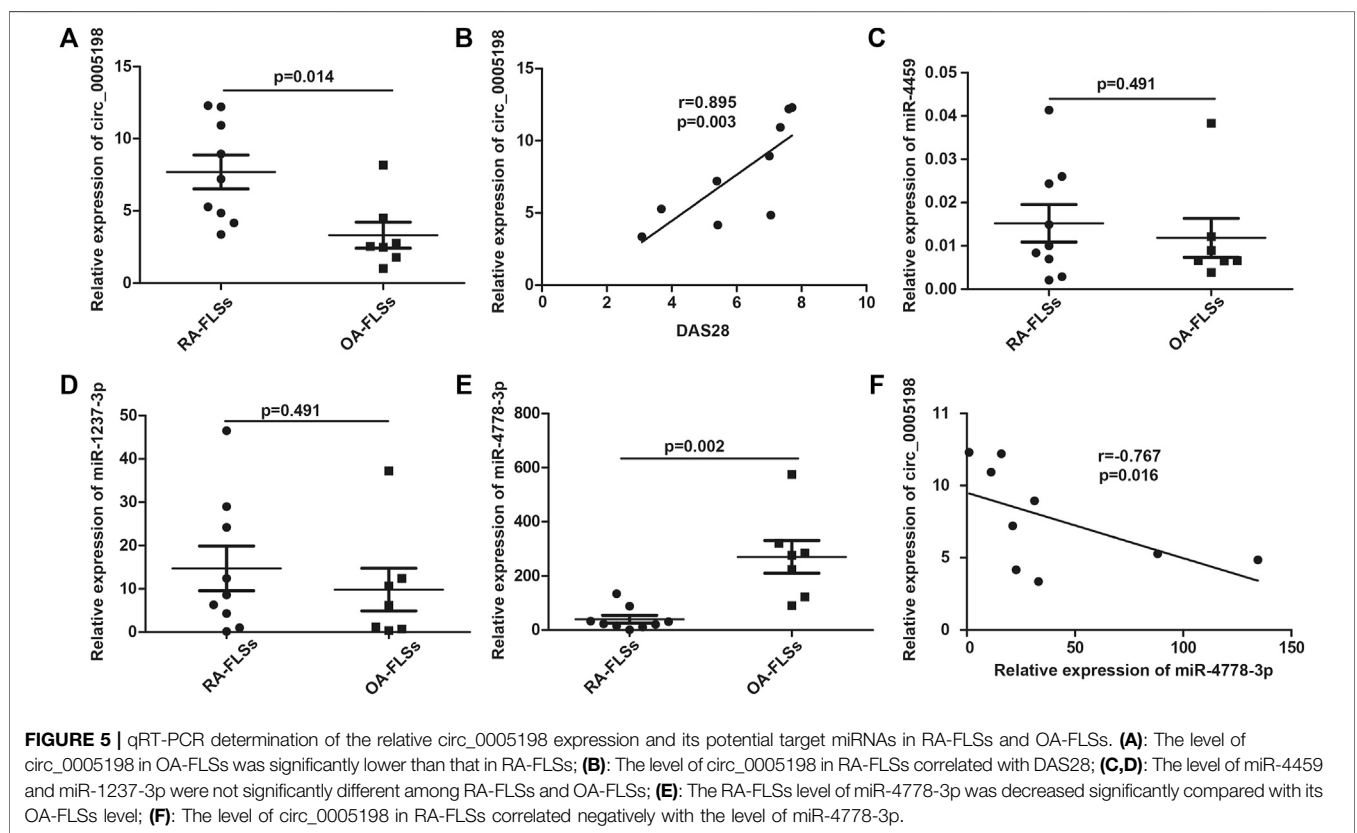 A
Relative expression of circ_0005198
15
10
5
0
p=0.014
RA-FLSs
OA-FLSs
B
Relative expression of circ_0005198
15
10
5
0
r=0.895
p=0.003
0 2 4 6 8 10
DAS28
C
Relative expression of miR-4459
0.05
0.04
0.03
0.02
0.01
0.00
p=0.491
RA-FLSs
OA-FLSs
D
Relative expression of miR-1237-3p
50
40
30
20
10
0
p=0.491
RA-FLSs
OA-FLSs
E
Relative expression of miR-4778-3p
800
600
400
200
0
p=0.002
RA-FLSs
OA-FLSs
F
Relative expression of circ_0005198
11
10
5
0
r=-0.767
p=0.016
0 50 100 150
Relative expression of miR-4778-3p
FIGURE 5 | qRT-PCR determination of the relative circ_0005198 expression and its potential target miRNAs in RA-FLSs and OA-FLSs. (A): The level of
circ_0005198 in OA-FLSs was significantly lower than that in RA-FLSs; (B): The level of circ_0005198 in RA-FLSs correlated with DAS28; (C,D): The level of miR-4459
and miR-1237-3p were not significantly different among RA-FLSs and OA-FLSs; (E): The RA-FLSs level of miR-4778-3p was decreased significantly compared with its
OA-FLSs level; (F): The level of circ_0005198 in RA-FLSs correlated negatively with the level of miR-4778-3p.